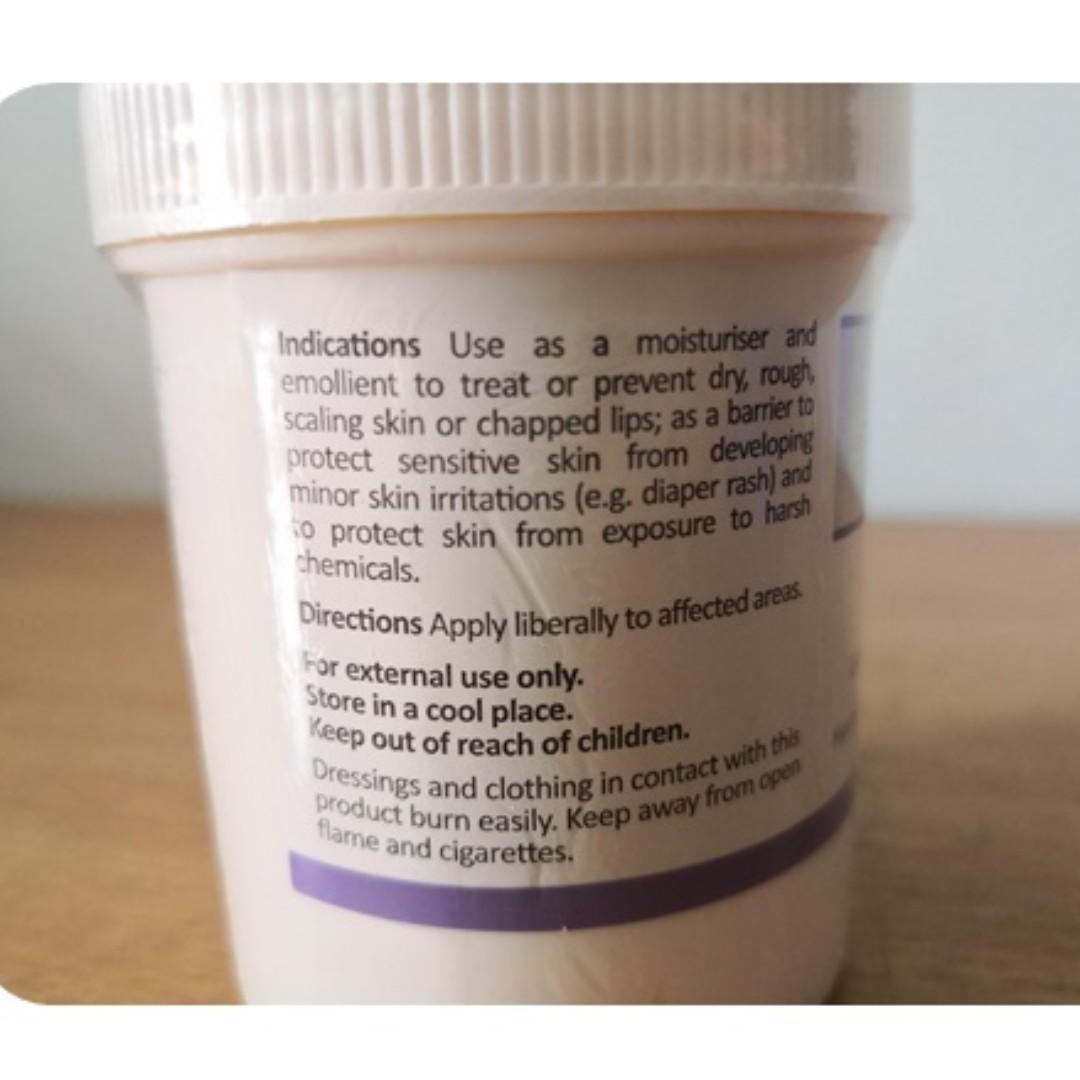 Indications Use as a moisturiser and
emollient to treat or prevent dry, rough,
scaling skin or chapped lips; as a barrier to
protect sensitive skin from developing
minor skin irritations (e.g. diaper rash) and
to protect skin from exposure to harsh
chemicals.
Directions Apply liberally to affected areas.
For external use only.
Store in a cool place.
Keep out of reach of children.
Dressings and clothing in contact with this
product burn easily. Keep away from open
flame and cigarettes.